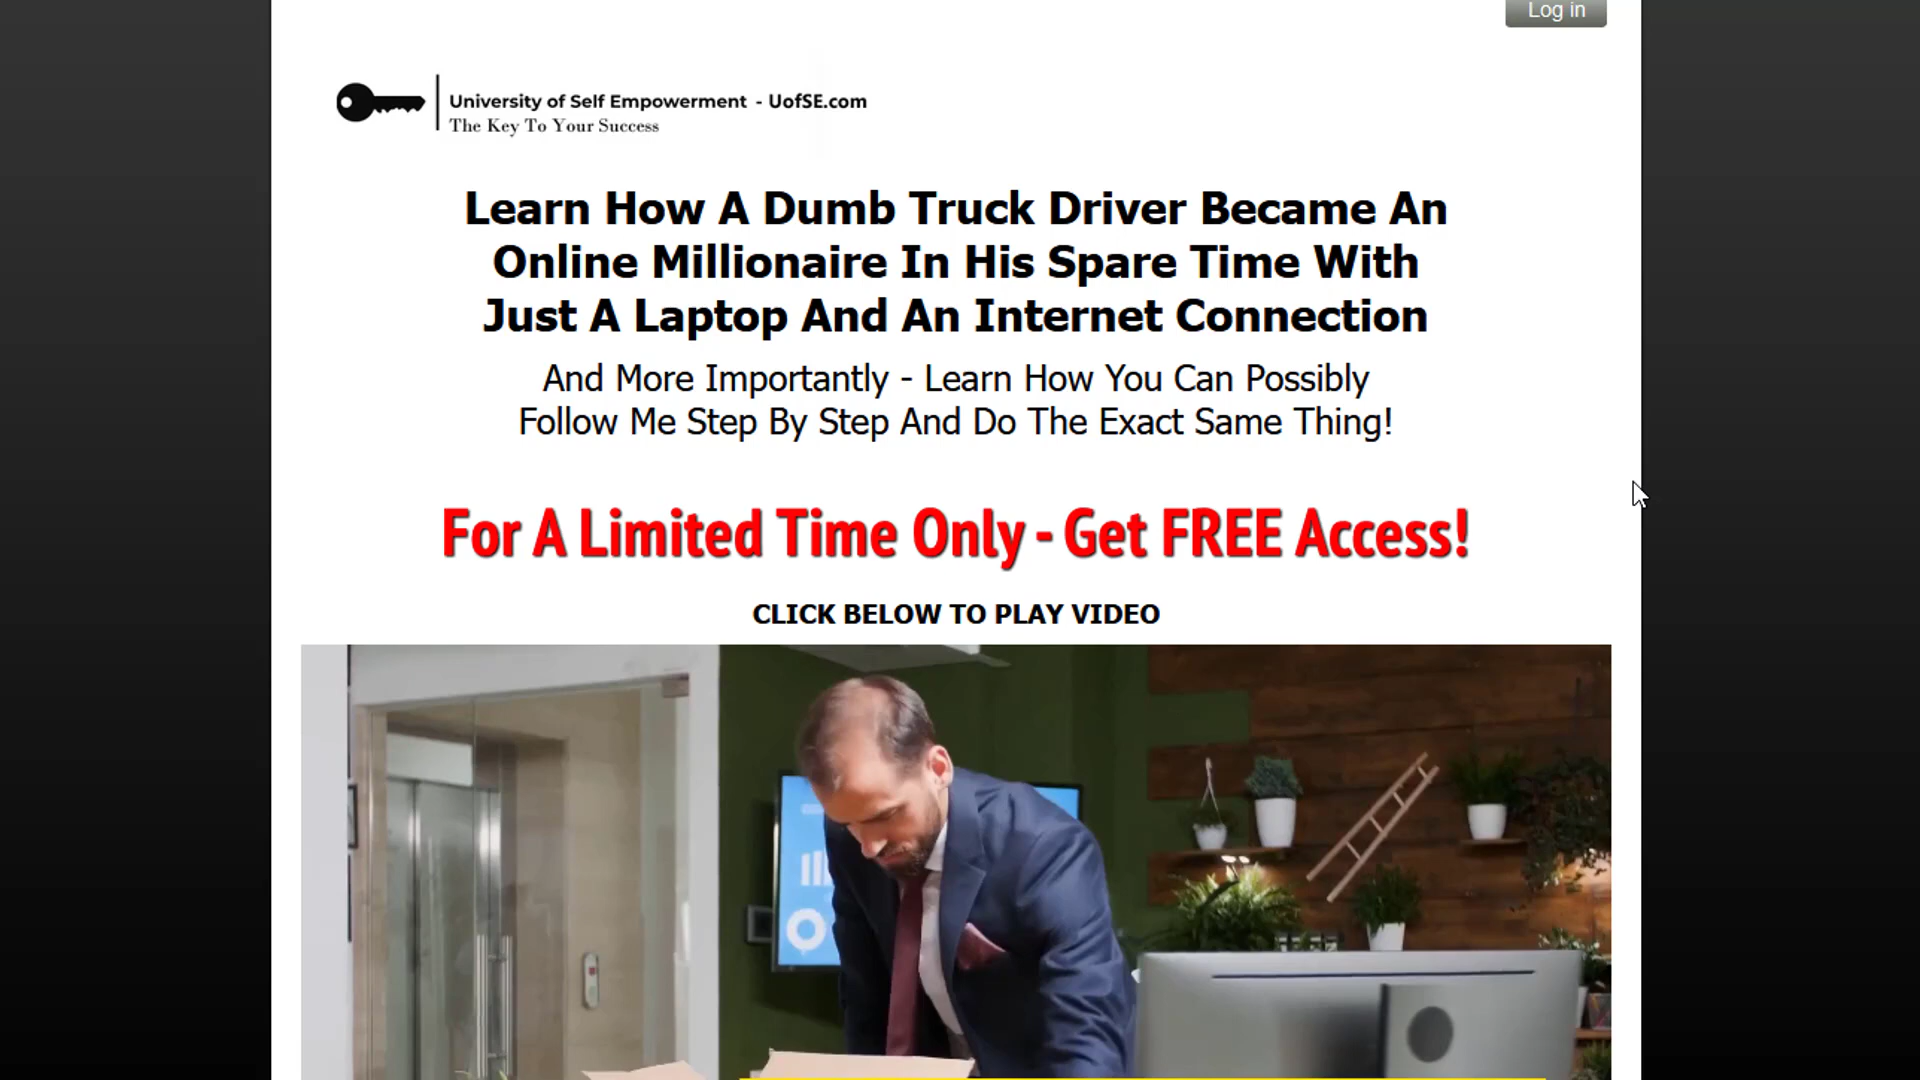 Log in
University of Self Empowerment - UofSE.com
The Key To Your Success
Learn How A Dumb Truck Driver Became An
Online Millionaire In His Spare Time With
Just A Laptop And An Internet Connection
And More Importantly - Learn How You Can Possibly
Follow Me Step By Step And Do The Exact Same Thing!
For A Limited Time Only - Get FREE Access!
CLICK BELOW TO PLAY VIDEO